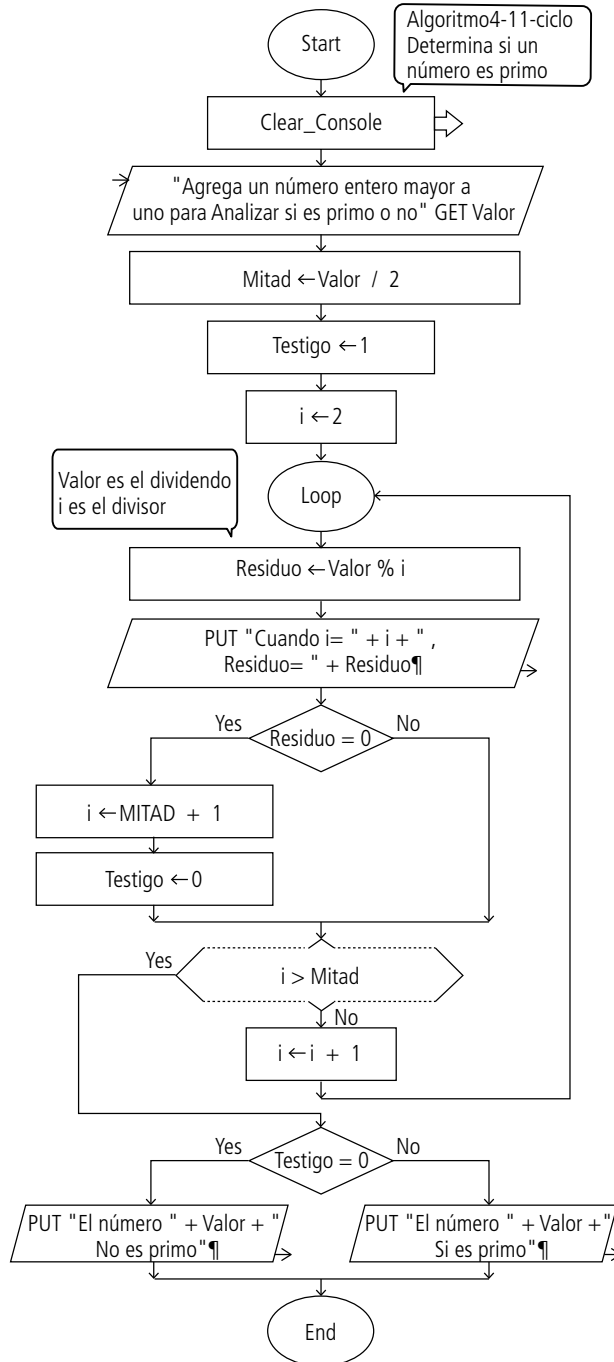 Start
Algoritmo4-11-ciclo
Determina si un
número es primo
Clear_Console
"Agrega un número entero mayor a
uno para Analizar si es primo o no" GET Valor
Mitad ←Valor / 2
Testigo ←1
i ←2
Valor es el dividendo
i es el divisor
Loop
Residuo ←Valor % i
PUT "Cuando i= " + i + " ,
Residuo= " + Residuo¶
Yes
No
Residuo = 0
i ←MITAD + 1
Testigo ←0
Yes
i > Mitad
No
i ←i + 1
Yes
No
Testigo = 0
PUT "El número " + Valor + "
No es primo"¶
PUT "El número " + Valor +"
Si es primo"¶
End